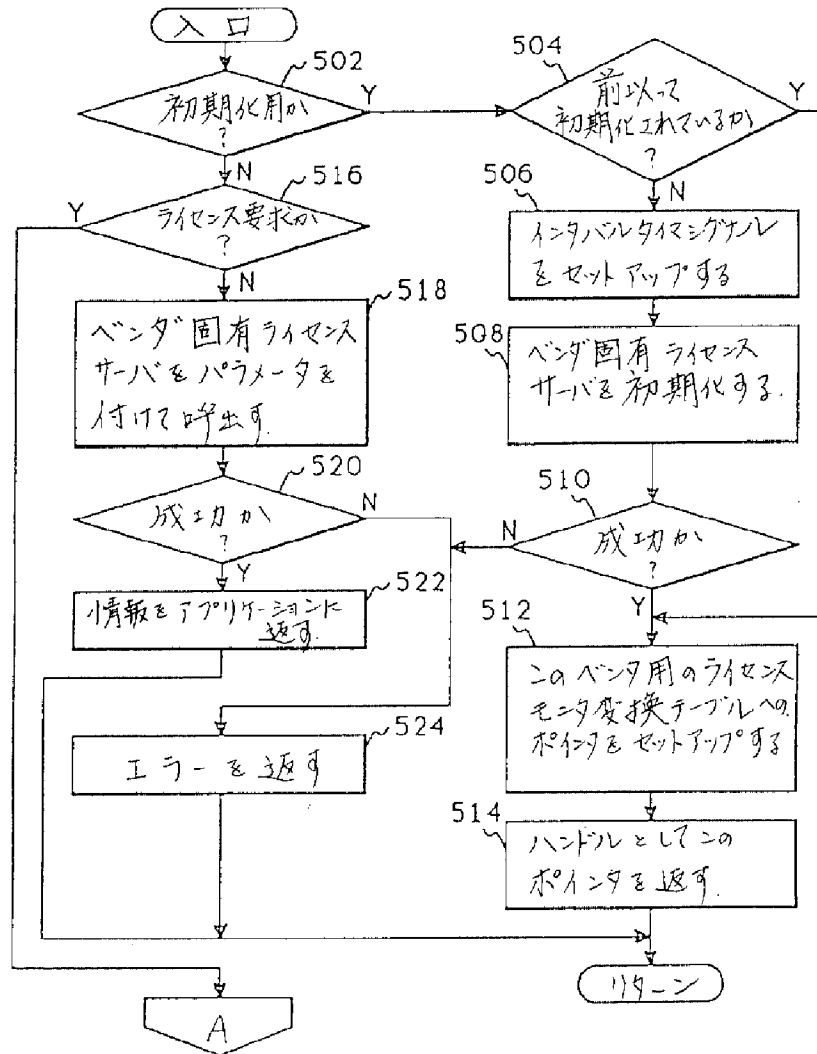 入口
502
初期化用か
?
Y
N
504
前以って
初期化されているか
?
Y
N
516
Y
ライセンス要求か
?
N
506
インタバルタイマシグナル
をセットアップする
518
ベンダ固有ライセンス
サーバをパラメータを
付けて呼出す.
508
ベンダ固有ライセンス
サーバを初期化する.
520
成功か
?
N
Y
510
N
成功か
?
Y
522
情報をアプリケーションに
返す.
512
このベンダ用のライセンス
モニタ変換テーブルへの
ポインタをセットアップする
524
エラーを返す
514
ハンドルとしてこの
ポインタを返す.
リターン
A